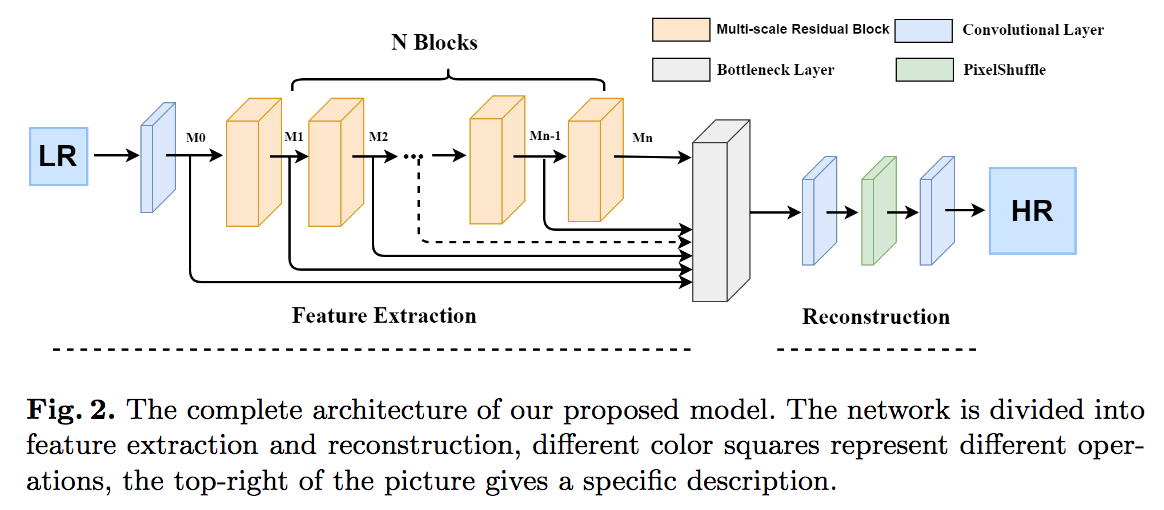 N Blocks
Multi-scale Residual Block
Convolutional Layer
Bottleneck Layer
PixelShuffle
LR
M0
M1
M2
...
Mn-1
Mn
HR
Feature Extraction
Reconstruction
Fig. 2. The complete architecture of our proposed model. The network is divided into
feature extraction and reconstruction, different color squares represent different oper-
ations, the top-right of the picture gives a specific description.